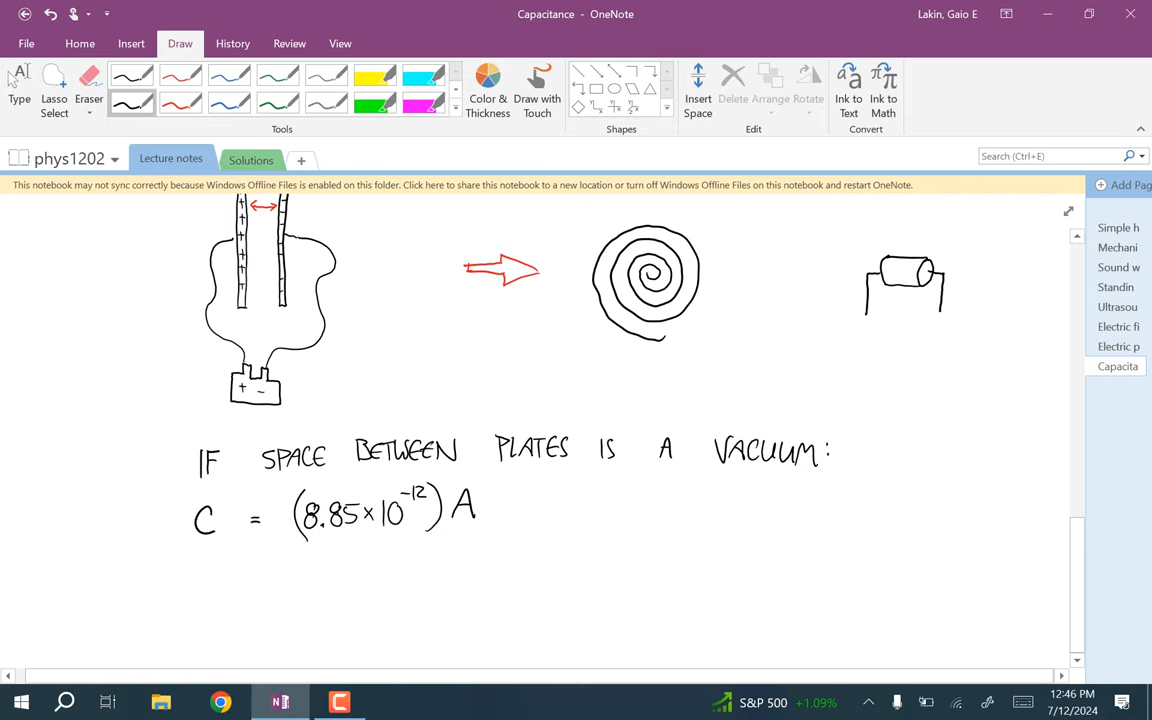 Capacitance - OneNote
Lakin, Gaio E
File Home Insert Draw History Review View
Type Lasso Select Eraser Color & Thickness Draw with Touch Insert Space Delete Arrange Rotate Ink to Text Ink to Math
Tools Shapes Edit Convert
phys1202 Lecture notes Solutions + Search (Ctrl+E)
This notebook may not sync correctly because Windows Offline Files is enabled on this folder. Click here to share this notebook to a new location or turn off Windows Offline Files on this notebook and restart OneNote.
Add Pag
Simple h
Mechani
Sound w
Standin
Ultrasou
Electric fi
Electric p
Capacita
+ -
IF SPACE BETWEEN PLATES IS A VACUUM:
C = (8.85×10⁻¹²) A
S&P 500 +1.09%
12:46 PM
7/12/2024